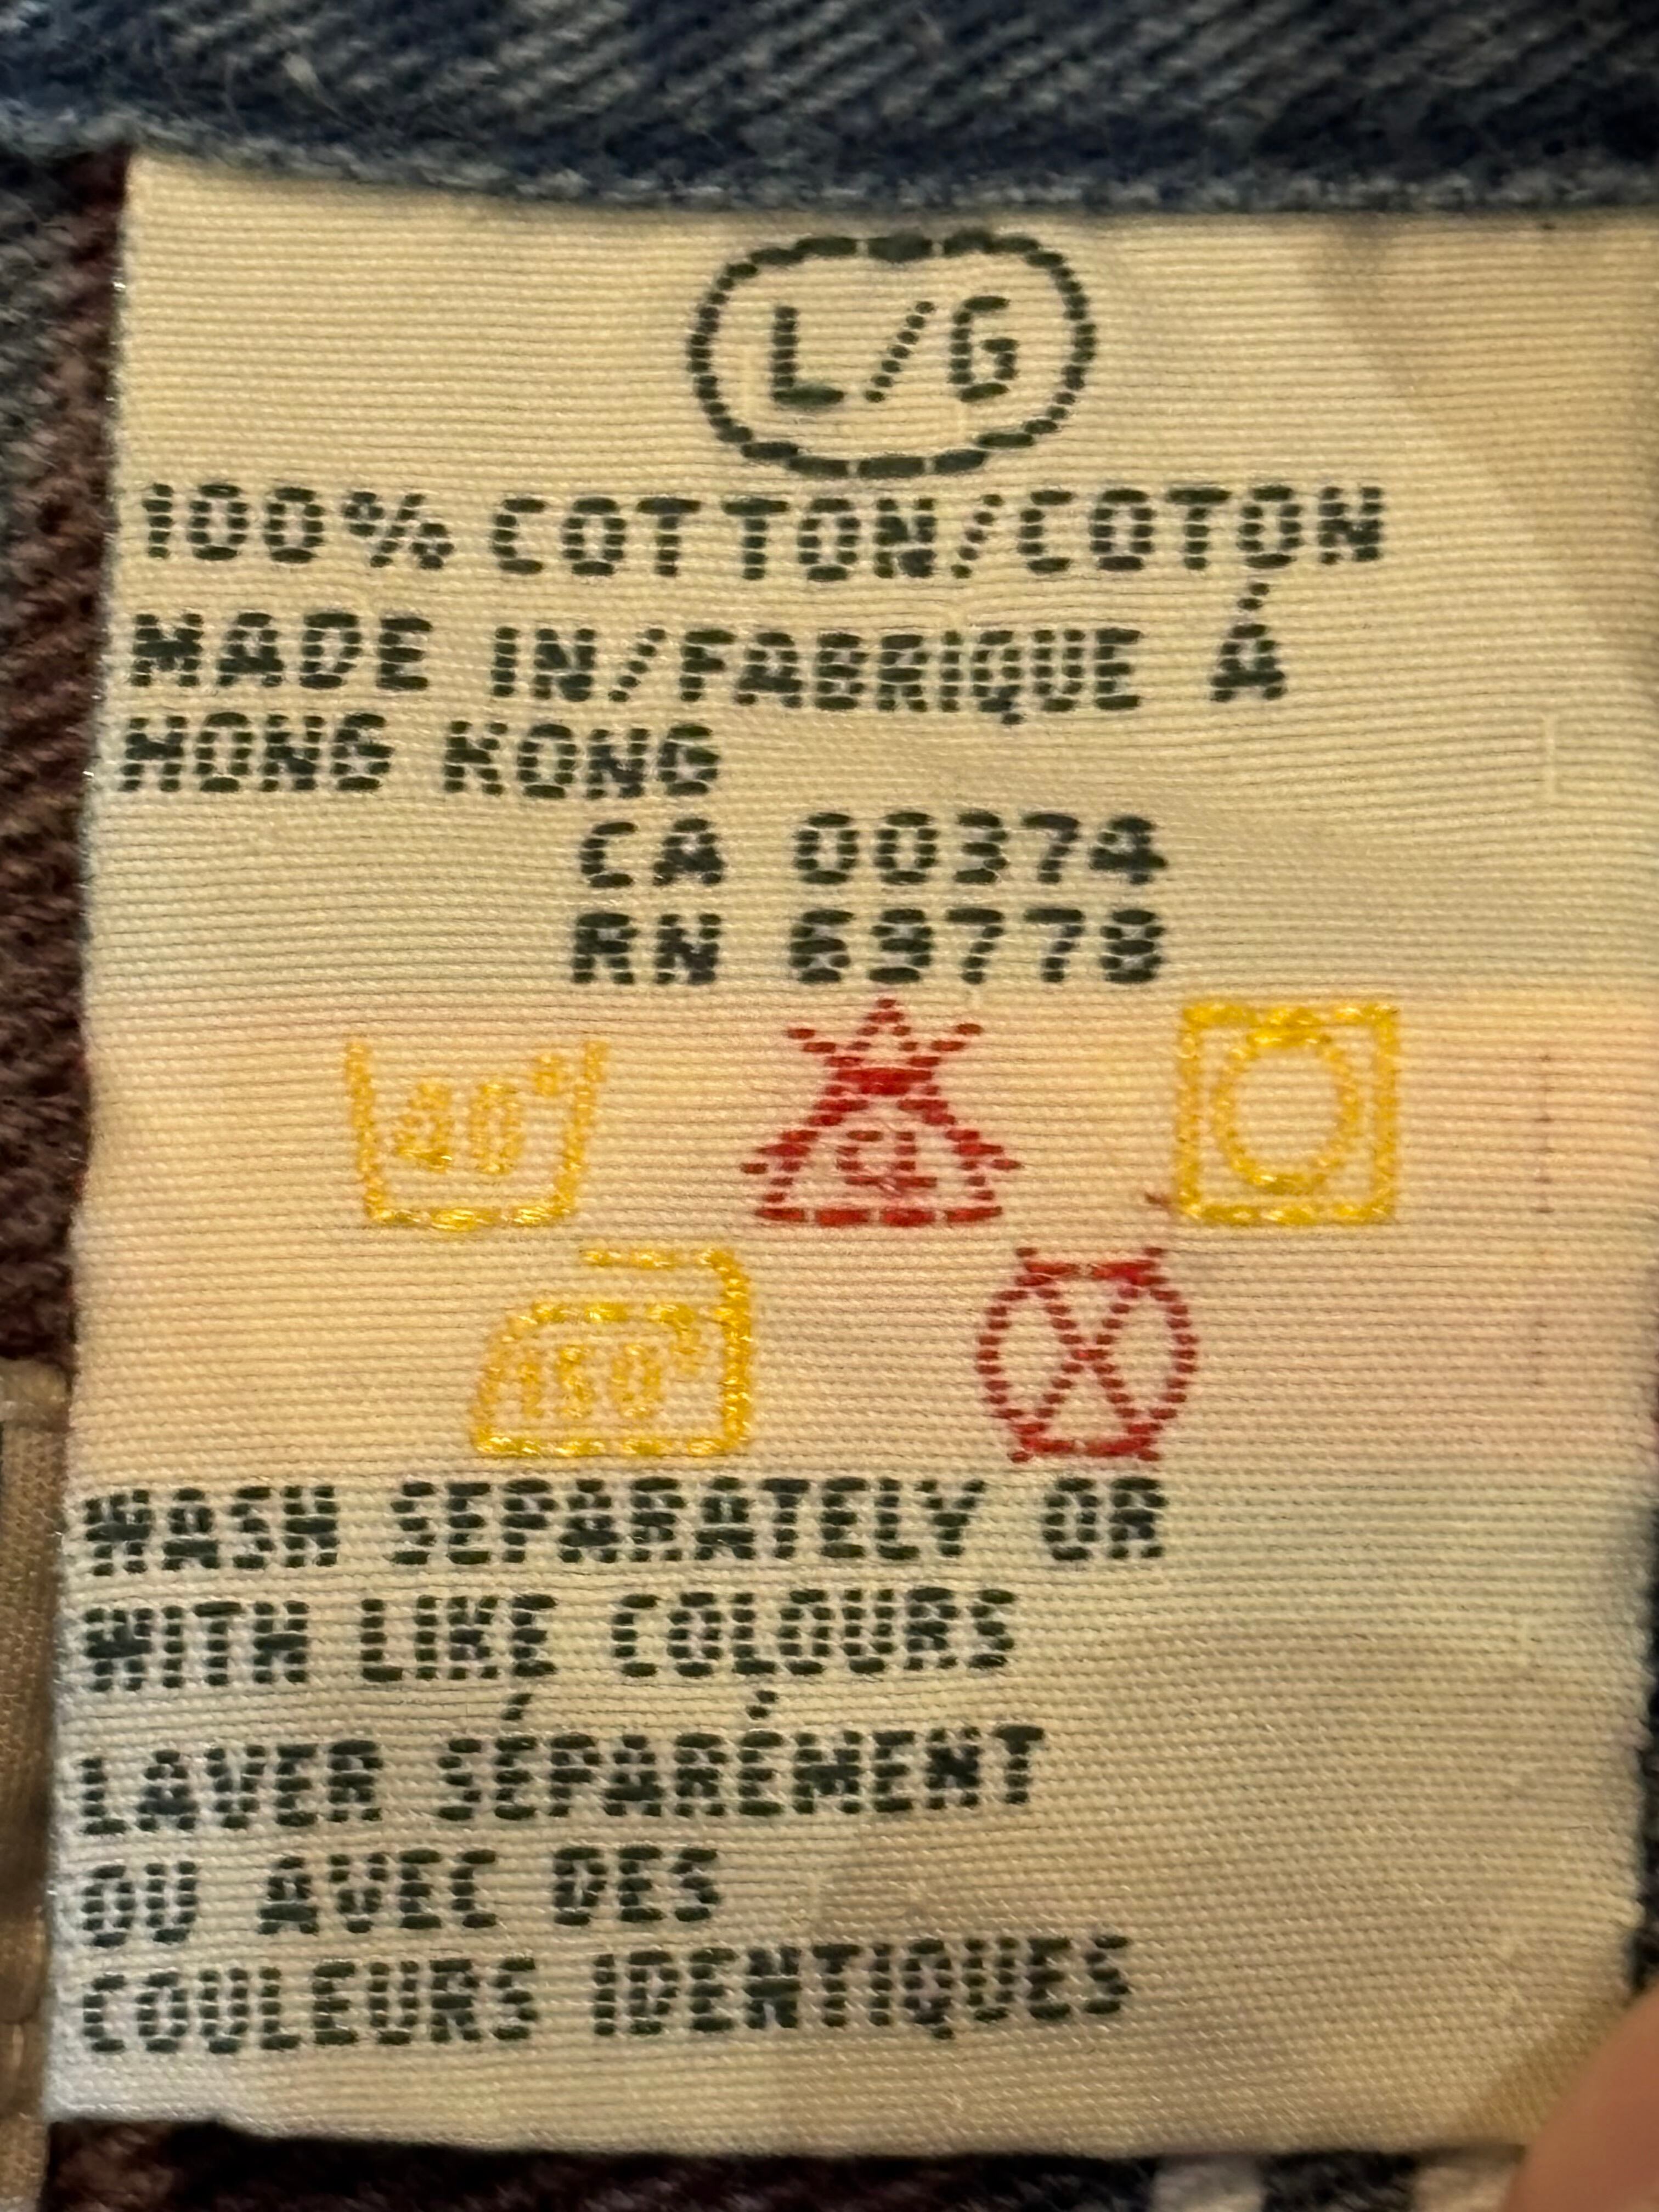 L/G
100% COTTON/COTON
MADE IN/FABRIQUE Á
HONG KONG
CA 00374
RN 69778
40° CL
150°
WASH SEPARATELY OR
WITH LIKE COLOURS
LAVER SÉPARÉMENT
OU AVEC DES
COULEURS IDENTIQUES